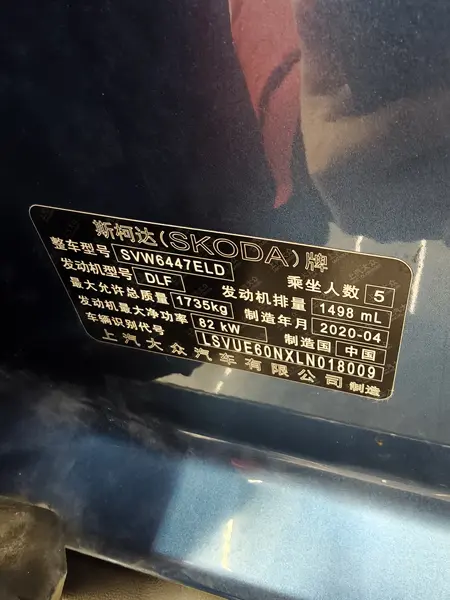 斯柯达(SKODA)牌
整车型号 SVW6447ELD 乘坐人数 5
发动机型号 DLF 发动机排量 1498 mL
最大允许总质量 1735kg 制造年月 2020-04
发动机最大净功率 82 kW 制造国 中国
车辆识别代号 LSVUE60NXLN018009
上汽大众汽车有限公司 制造